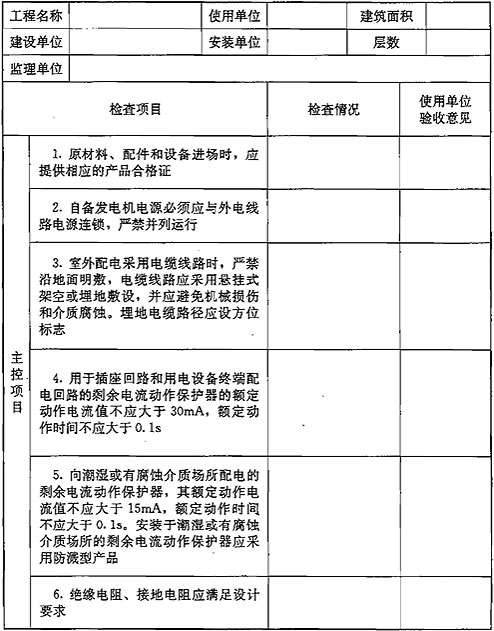 工程名称 使用单位 建筑面积
建设单位 安装单位 层数
监理单位
检查项目 检查情况 使用单位
验收意见
主控项目
1. 原材料、配件和设备进场时，应
提供相应的产品合格证
2. 自备发电机电源必须应与外电线
路电源连锁，严禁并列运行
3. 室外配电采用电缆线路时，严禁
沿地面明敷，电缆线路应采用悬挂式
架空或埋地敷设，并应避免机械损伤
和介质腐蚀。埋地电缆路径应设方位
标志
4. 用于插座回路和用电设备终端配
电回路的剩余电流动作保护器的额定
动作电流值不应大于 30mA，额定动
作时间不应大于 0.1s
5. 向潮湿或有腐蚀介质场所配电的
剩余电流动作保护器，其额定动作电
流值不应大于 15mA，额定动作时间
不应大于 0.1s。安装于潮湿或有腐蚀
介质场所的剩余电流动作保护器应采
用防溅型产品
6. 绝缘电阻、接地电阻应满足设计
要求